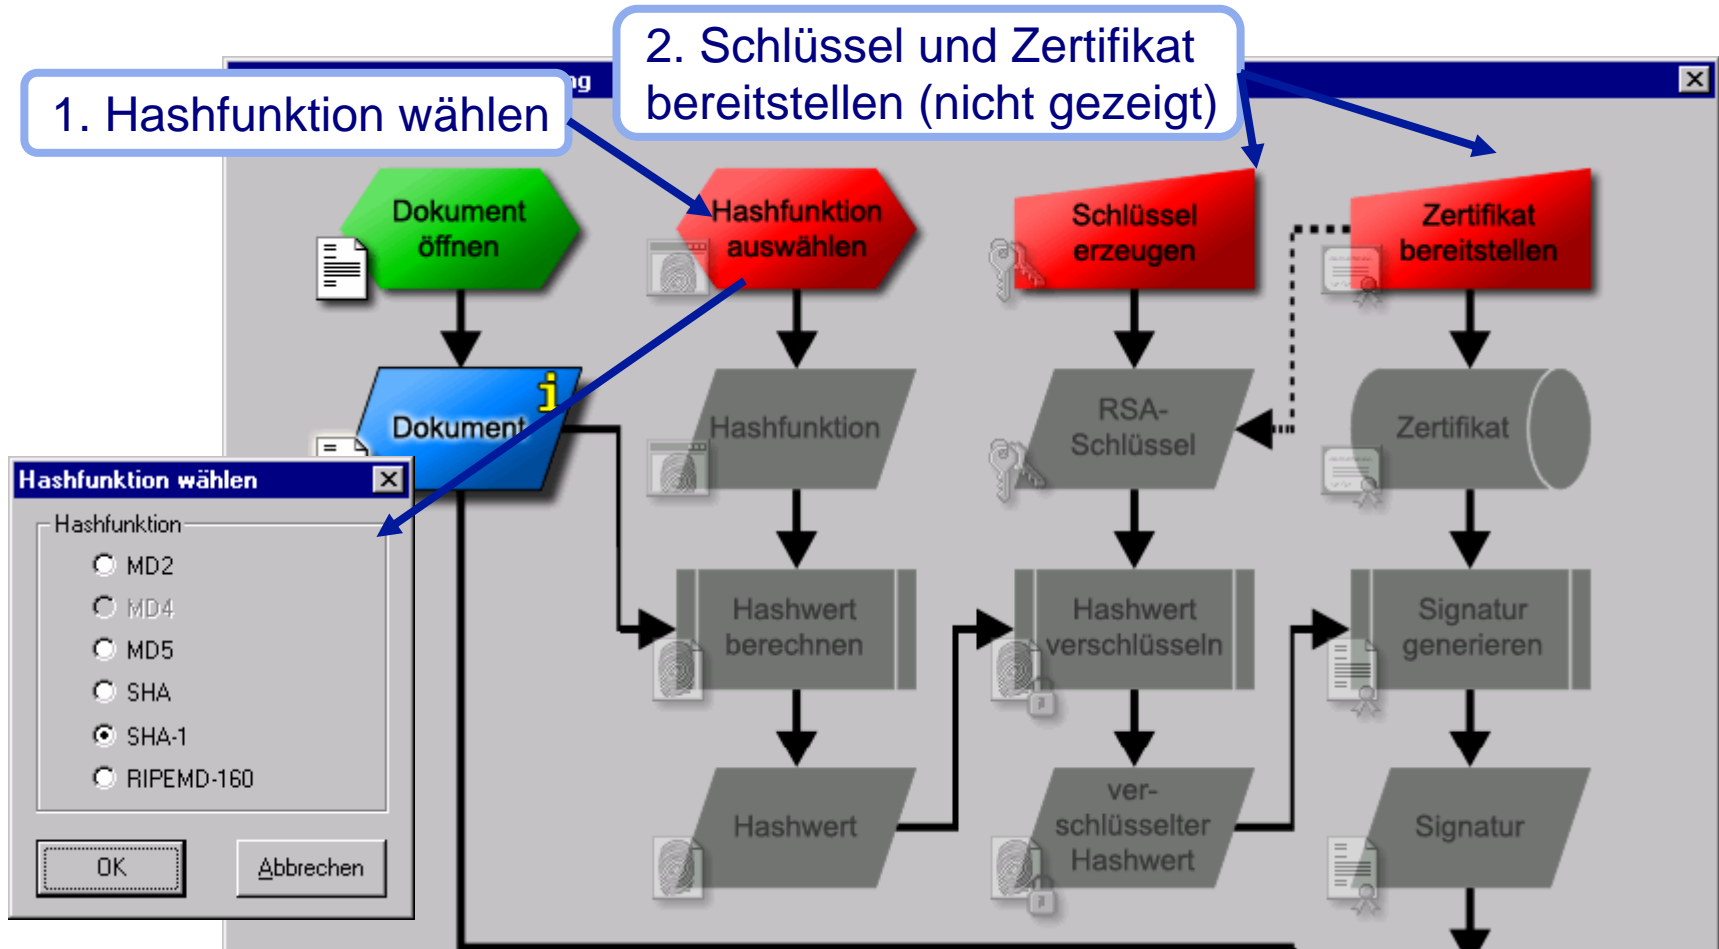 2. Schlüssel und Zertifikat
bereitstellen (nicht gezeigt)
1. Hashfunktion wählen
Dokument
öffnen
Hashfunktion
auswählen
Schlüssel
erzeugen
Zertifikat
bereitstellen
Dokument
Hashfunktion
RSA-
Schlüssel
Zertifikat
Hashfunktion wählen
Hashfunktion
MD2
MD4
MD5
SHA
SHA-1
RIPEMD-160
OK
Abbrechen
Hashwert
berechnen
Hashwert
verschlüsseln
Signatur
generieren
Hashwert
ver-
schlüsselter
Hashwert
Signatur